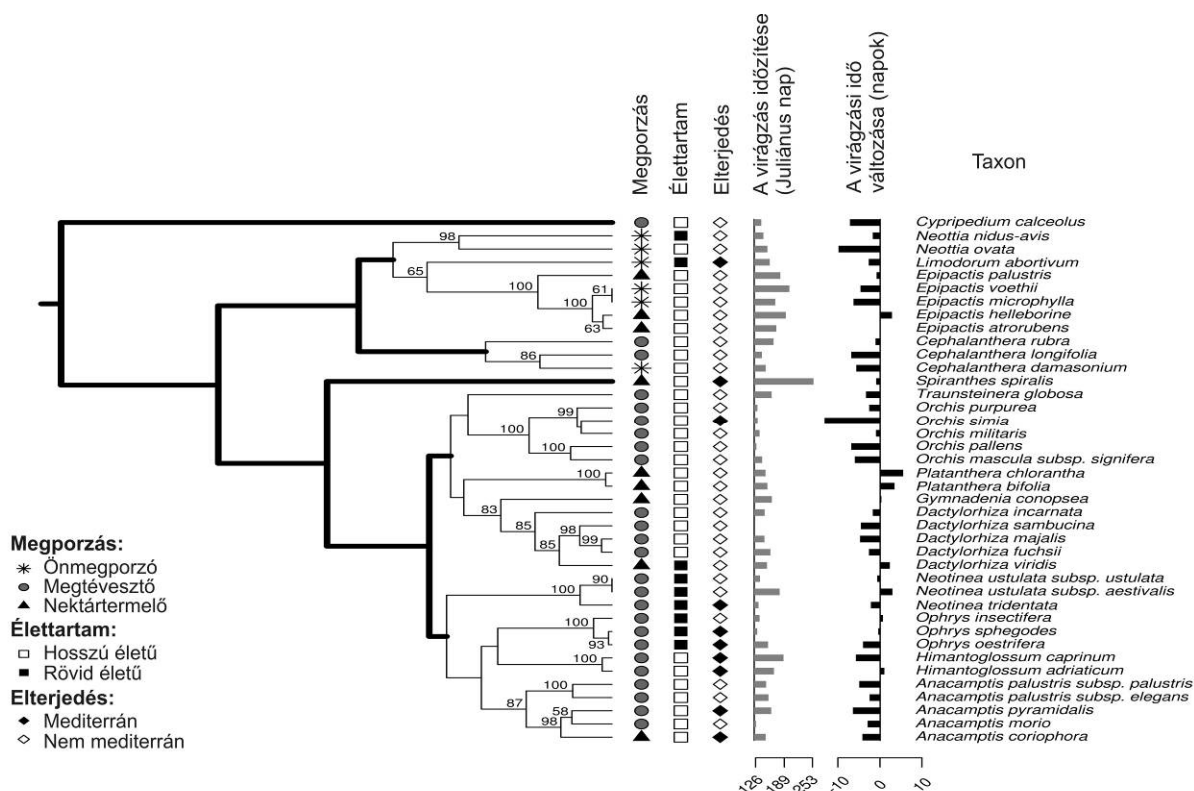 Megporzás
Élettartam
Elterjedés
A virágzás időzítése
(Juliánus nap)
A virágzási idő
változása (napok)
Taxon
Cypripedium calceolus
98
Neottia nidus-avis
Neottia ovata
65
Limodorum abortivum
Epipactis palustris
100
61
Epipactis voethii
100
Epipactis microphylla
Epipactis helleborine
63
Epipactis atrorubens
Cephalanthera rubra
86
Cephalanthera longifolia
Cephalanthera damasonium
Spiranthes spiralis
Traunsteinera globosa
Orchis purpurea
99
Orchis simia
100
Orchis militaris
100
Orchis pallens
Orchis mascula subsp. signifera
100
Platanthera chlorantha
Platanthera bifolia
83
Gymnadenia conopsea
85
Dactylorhiza incarnata
98
Dactylorhiza sambucina
99
Dactylorhiza majalis
85
Dactylorhiza fuchsii
Dactylorhiza viridis
90
Neotinea ustulata subsp. ustulata
Neotinea ustulata subsp. aestivalis
100
Neotinea tridentata
100
Ophrys insectifera
Ophrys sphegodes
93
Ophrys oestrifera
100
Himantoglossum caprinum
Himantoglossum adriaticum
100
Anacamptis palustris subsp. palustris
Anacamptis palustris subsp. elegans
87
58
Anacamptis pyramidalis
98
Anacamptis morio
Anacamptis coriophora
Megporzás:
Önmegporzó
Megtévesztő
Nektártermelő
Élettartam:
Hosszú életű
Rövid életű
Elterjedés:
Mediterrán
Nem mediterrán
126
189
253
-10
0
10